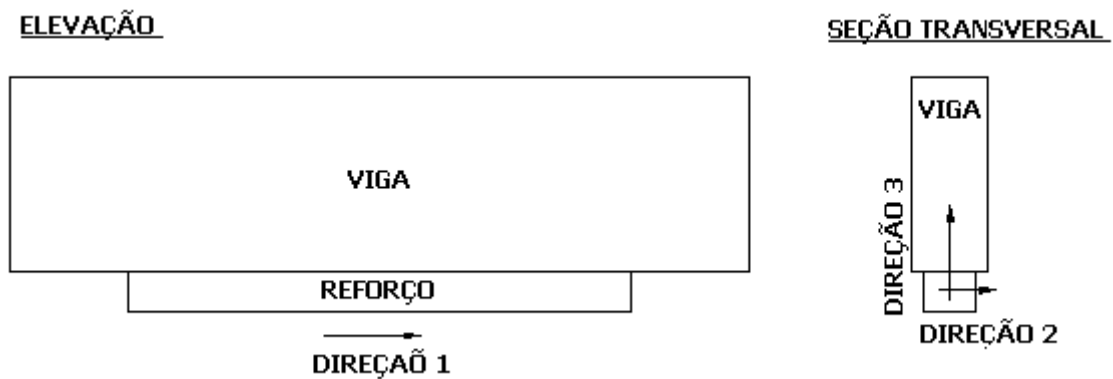 ELEVAÇÃO
SEÇÃO TRANSVERSAL
VIGA
VIGA
DIREÇÃO 3
REFORÇO
DIREÇÃO 2
DIREÇAÕ 1